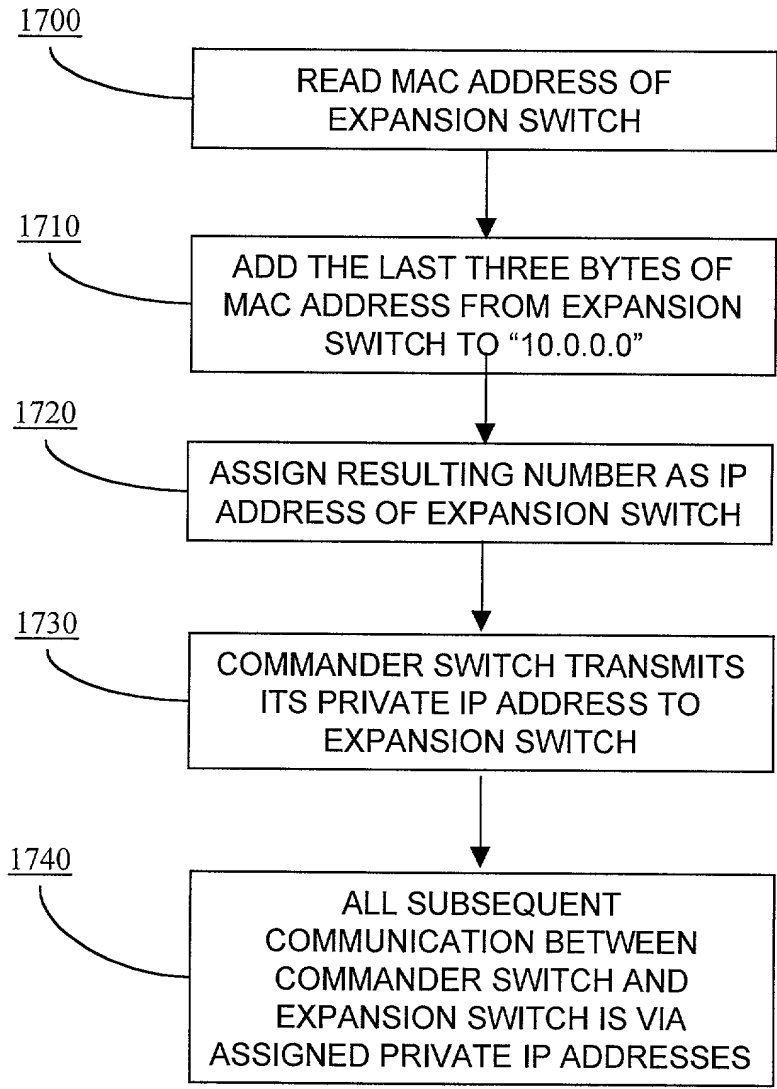 1700
READ MAC ADDRESS OF
EXPANSION SWITCH
1710
ADD THE LAST THREE BYTES OF
MAC ADDRESS FROM EXPANSION
SWITCH TO “10.0.0.0”
1720
ASSIGN RESULTING NUMBER AS IP
ADDRESS OF EXPANSION SWITCH
1730
COMMANDER SWITCH TRANSMITS
ITS PRIVATE IP ADDRESS TO
EXPANSION SWITCH
1740
ALL SUBSEQUENT
COMMUNICATION BETWEEN
COMMANDER SWITCH AND
EXPANSION SWITCH IS VIA
ASSIGNED PRIVATE IP ADDRESSES